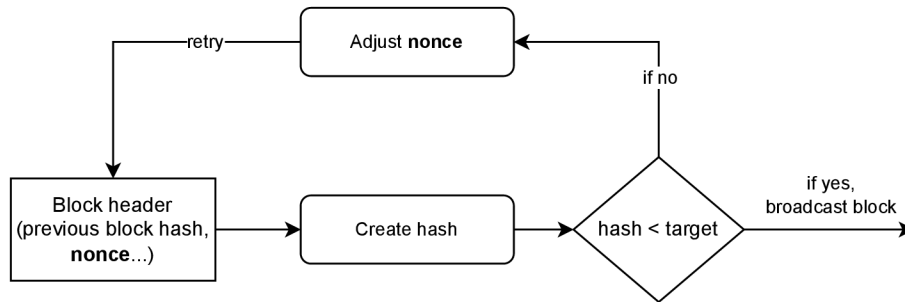 retry
Adjust nonce
if no
Block header
(previous block hash,
nonce...)
Create hash
hash < target
if yes,
broadcast block